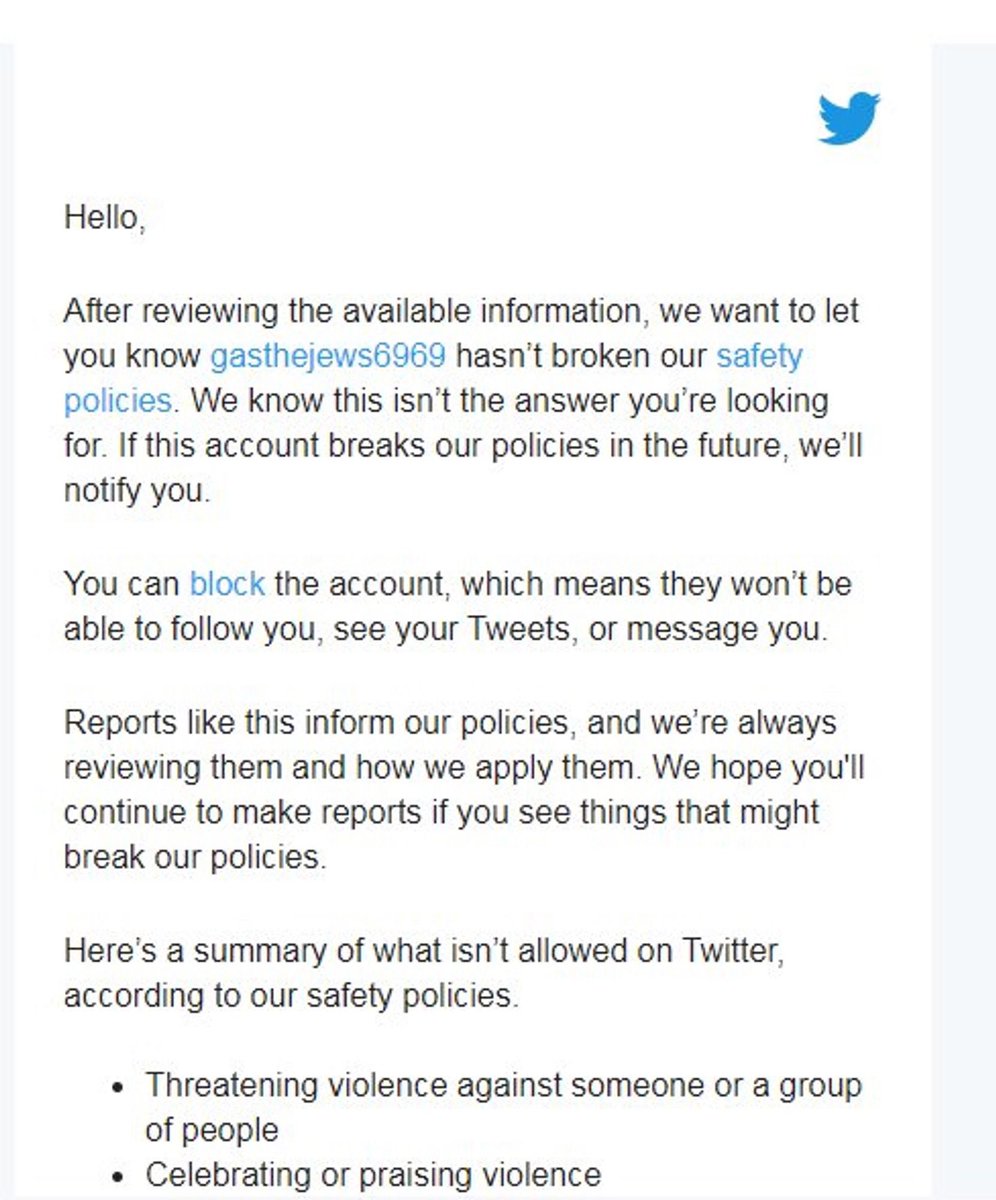 Hello,
After reviewing the available information, we want to let
you know gasthejews6969 hasn’t broken our safety
policies. We know this isn’t the answer you’re looking
for. If this account breaks our policies in the future, we’ll
notify you.
You can block the account, which means they won’t be
able to follow you, see your Tweets, or message you.
Reports like this inform our policies, and we’re always
reviewing them and how we apply them. We hope you'll
continue to make reports if you see things that might
break our policies.
Here’s a summary of what isn’t allowed on Twitter,
according to our safety policies.
• Threatening violence against someone or a group
of people
• Celebrating or praising violence